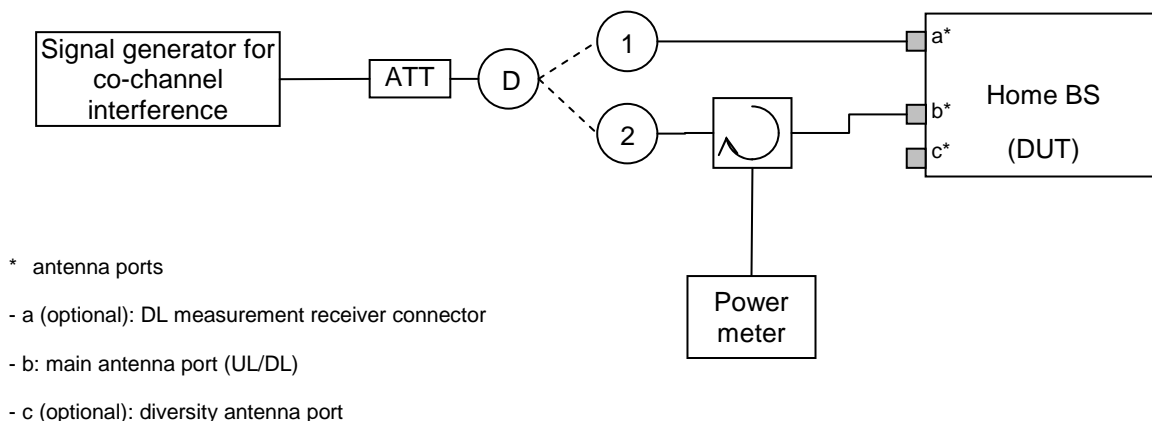 Signal generator for
co-channel
interference
ATT
D
1
2
a*
b*
c*
Home BS
(DUT)
Power
meter
* antenna ports
- a (optional): DL measurement receiver connector
- b: main antenna port (UL/DL)
- c (optional): diversity antenna port